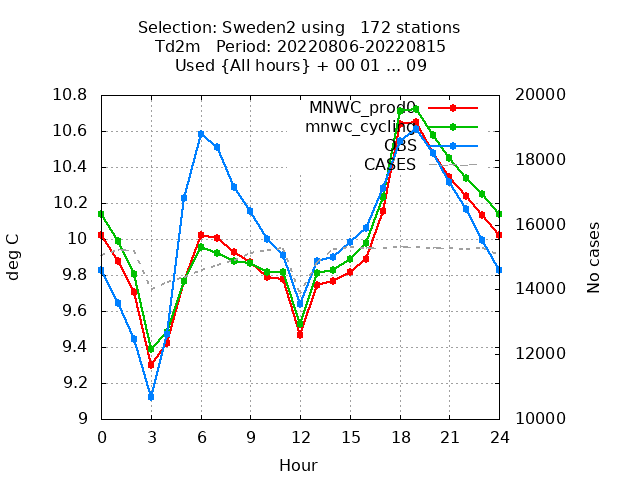 Selection: Sweden2 using   172 stations
Td2m   Period: 20220806-20220815
Used {All hours} + 00 01 ... 09
MNWC_prod0
mnwc_cycling
OBS
CASES
10.8
10.6
10.4
10.2
10
9.8
9.6
9.4
9.2
9
deg C
20000
18000
16000
14000
12000
10000
No cases
0 3 6 9 12 15 18 21 24
Hour